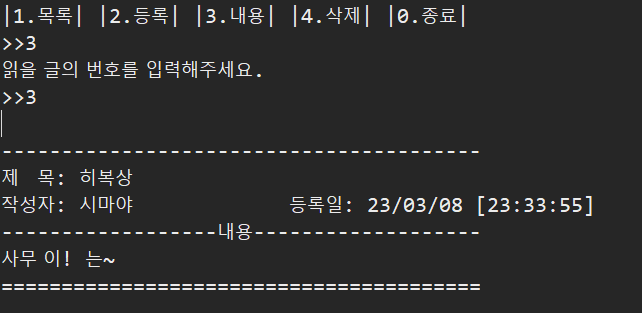 |1.목록| |2.등록| |3.내용| |4.삭제| |0.종료|
>>3
읽을 글의 번호를 입력해주세요.
>>3
----------------------------------------
제  목: 히복상
작성자: 시마야             등록일: 23/03/08 [23:33:55]
------------------내용-------------------
사무 이! 는~
========================================